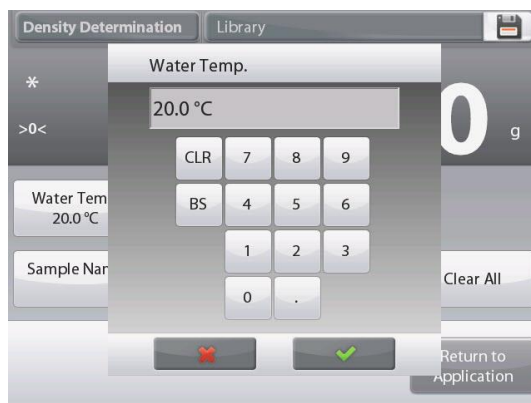 Density Determination
Library
Water Temp.
*
20.0 °C
0
>0<
g
CLR 7 8 9
Water Tem
20.0 °C
BS 4 5 6
1 2 3
Sample Nar
Clear All
0 .
Return to
Application